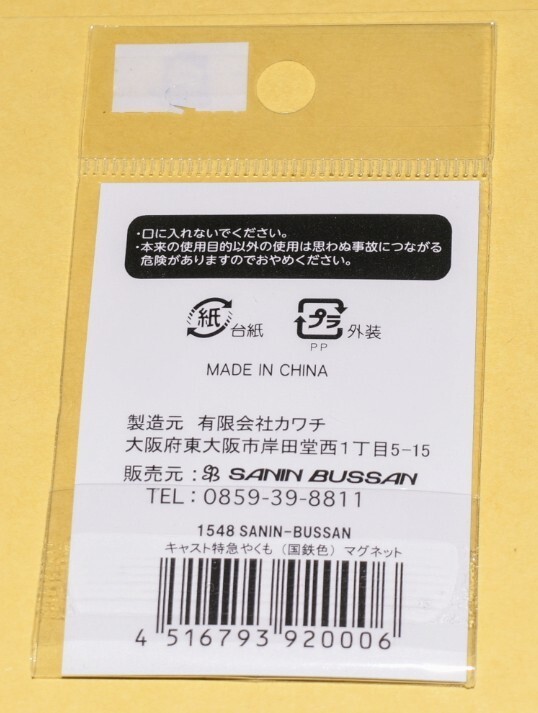 ・口に入れないでください。
・本来の使用目的以外の使用は思わぬ事故につながる
危険がありますのでおやめください。
紙 台紙 プラ 外装
PP
MADE IN CHINA
製造元 有限会社カワチ
大阪府東大阪市岸田堂西1丁目5-15
販売元：SANIN BUSSAN
TEL：0859-39-8811
1548 SANIN-BUSSAN
キャスト特急やくも（国鉄色）マグネット
4 516793 920006